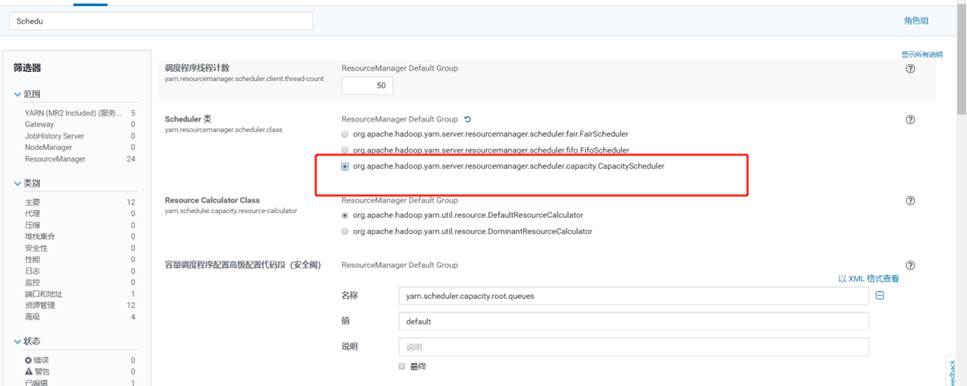 Schedu
角色组
显示所有说明
筛选器
范围
YARN (MR2 Included) (服务... 5
Gateway 0
JobHistory Server 0
NodeManager 0
ResourceManager 24
类别
主要 12
代理 0
压缩 0
堆栈集合 0
安全性 0
性能 0
日志 0
监控 0
端口和地址 1
资源管理 12
高级 4
状态
错误 0
警告 0
已编辑 1
调度程序线程计数
yarn.resourcemanager.scheduler.client.thread-count
ResourceManager Default Group
50
Scheduler 类
yarn.resourcemanager.scheduler.class
ResourceManager Default Group
org.apache.hadoop.yarn.server.resourcemanager.scheduler.fair.FairScheduler
org.apache.hadoop.yarn.server.resourcemanager.scheduler.fifo.FifoScheduler
org.apache.hadoop.yarn.server.resourcemanager.scheduler.capacity.CapacityScheduler
Resource Calculator Class
yarn.scheduler.capacity.resource-calculator
ResourceManager Default Group
org.apache.hadoop.yarn.util.resource.DefaultResourceCalculator
org.apache.hadoop.yarn.util.resource.DominantResourceCalculator
容量调度程序配置高级配置代码段（安全阀）
ResourceManager Default Group
以 XML 格式查看
名称
yarn.scheduler.capacity.root.queues
值
default
说明
说明
最终